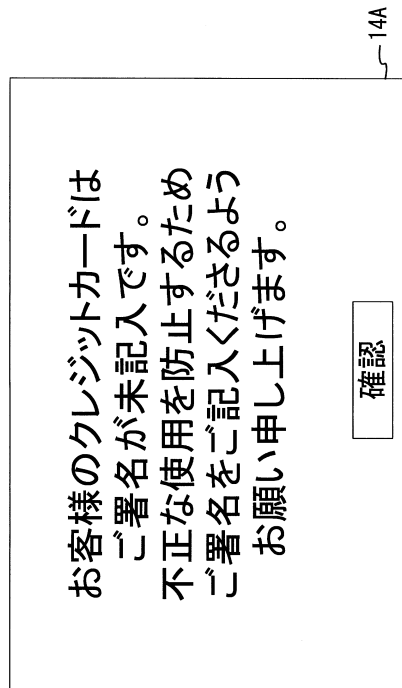 お客様のクレジットカードは
ご署名が未記入です。
不正な使用を防止するため
ご署名をご記入くださるよう
お願い申し上げます。
確認
14A